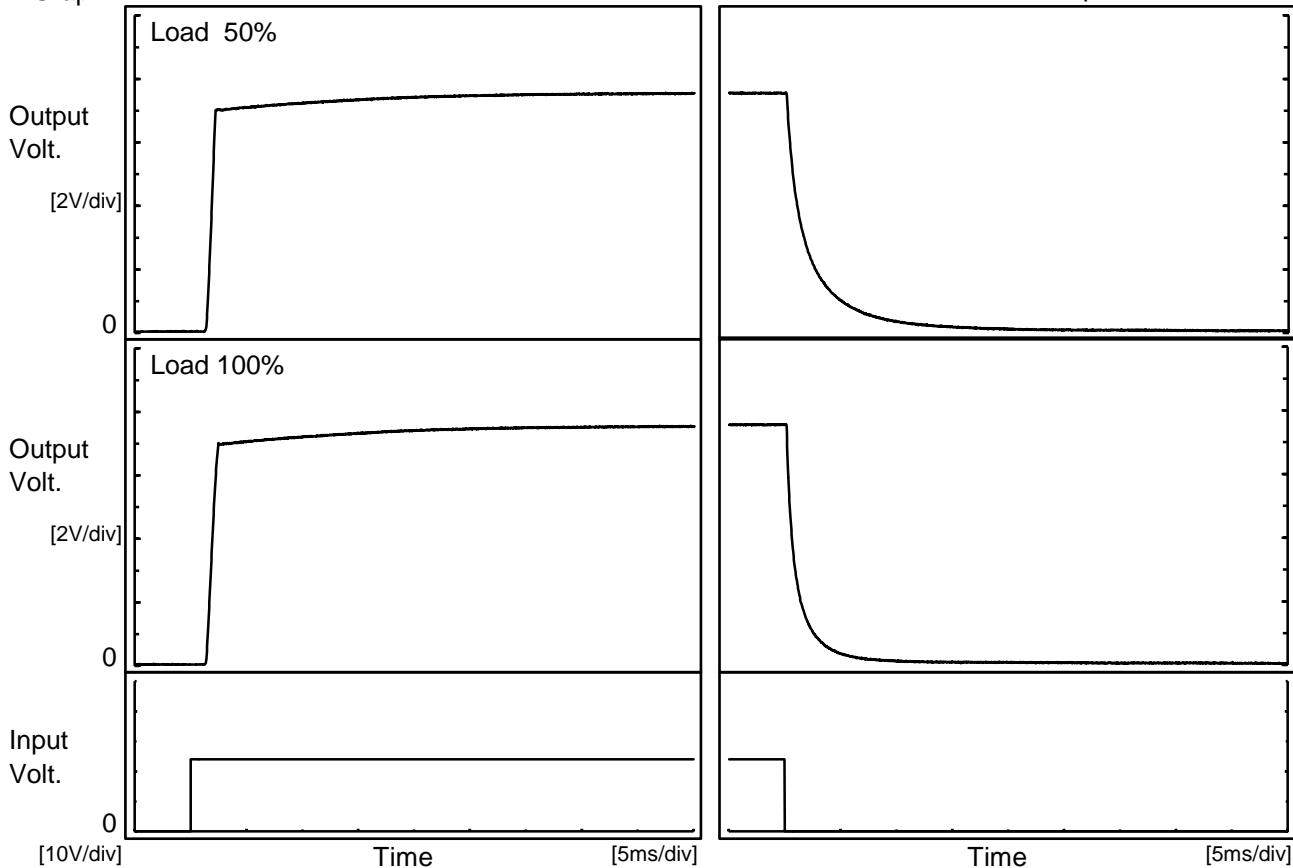 Load 50%
Output
Volt.
[2V/div]
0
Load 100%
Output
Volt.
[2V/div]
0
Input
Volt.
0
[10V/div]
Time
[5ms/div]
Time
[5ms/div]